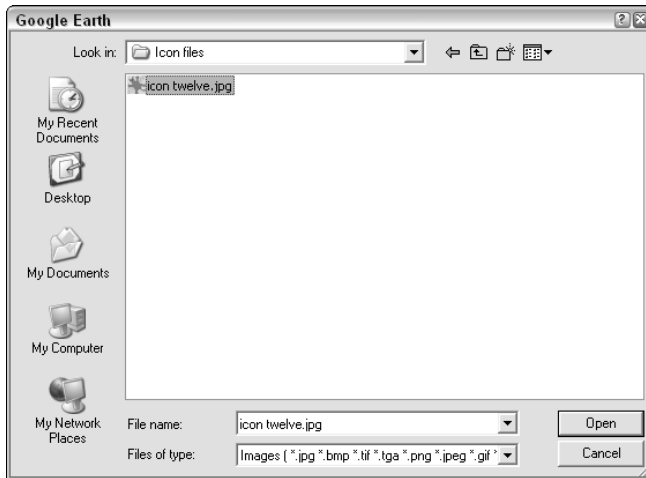 Google Earth
Look in:
Icon files
icon twelve.jpg
My Recent
Documents
Desktop
My Documents
My Computer
My Network
Places
File name:
icon twelve.jpg
Open
Files of type:
Images ( *.jpg *.bmp *.tif *.tga *.png *.jpeg *.gif *
Cancel